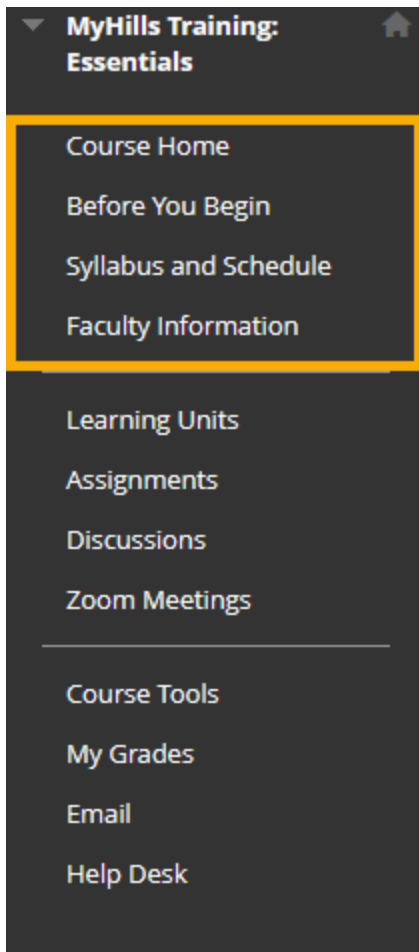 MyHills Training:
Essentials
Course Home
Before You Begin
Syllabus and Schedule
Faculty Information
Learning Units
Assignments
Discussions
Zoom Meetings
Course Tools
My Grades
Email
Help Desk